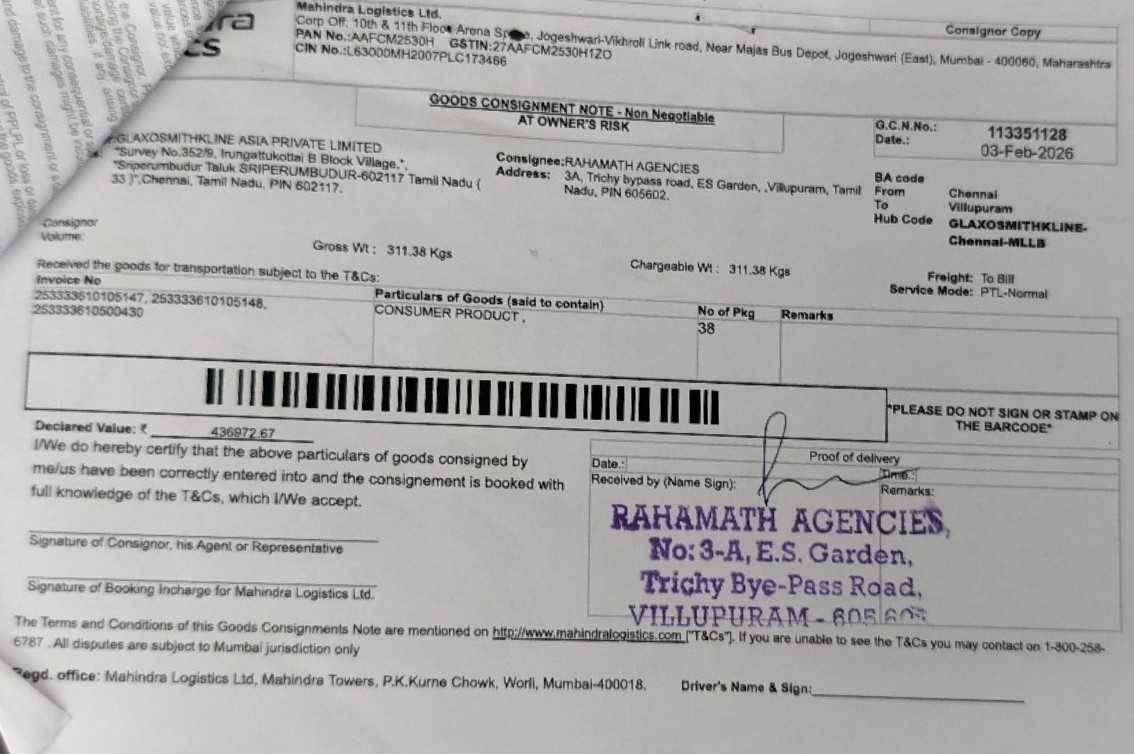 Mahindra Logistics Ltd.
Corp Off: 10th & 11th Floor Arena Jogeshwari-Vikhroli Link road, Near Majas Bus Depot, Jogeshwari (East), Mumbai - 400060, Maharashtra
PAN No.:AAFCM2530H GSTIN:27AAFCM2530H1ZO
CIN No.:L63000MH2007PLC173466
Consignor Copy
GOODS CONSIGNMENT NOTE - Non Negotiable
AT OWNER'S RISK
G.C.N.No.: 113351128
Date.: 03-Feb-2026
GLAXOSMITHKLINE ASIA PRIVATE LIMITED
"Survey No.352/9, Irungattukottai B Block Village,",
"Sriperumbudur Taluk SRIPERUMBUDUR-602117 Tamil Nadu (
33 )",Chennai, Tamil Nadu, PIN 602117.
Consignee:RAHAMATH AGENCIES
Address: 3A, Trichy bypass road, ES Garden, ,Villupuram, Tamil
Nadu, PIN 605602.
BA code
From Chennai
To Villupuram
Hub Code GLAXOSMITHKLINE-
Chennai-MLLB
Consignor
Volume:
Gross Wt : 311.38 Kgs
Chargeable Wt : 311.38 Kgs
Freight: To Bill
Service Mode: PTL-Normal
Received the goods for transportation subject to the T&Cs:
Invoice No
253333610105147, 253333610105148,
253333610500430
Particulars of Goods (said to contain)
CONSUMER PRODUCT ,
No of Pkg
38
Remarks
*PLEASE DO NOT SIGN OR STAMP ON
THE BARCODE*
Declared Value: ₹ 436972.67
I/We do hereby certify that the above particulars of goods consigned by
me/us have been correctly entered into and the consignement is booked with
full knowledge of the T&Cs, which I/We accept.
Signature of Consignor, his Agent or Representative
Signature of Booking Incharge for Mahindra Logistics Ltd.
Proof of delivery
Date.: Time.:
Received by (Name Sign): Remarks:
RAHAMATH AGENCIES,
No: 3-A, E.S. Garden,
Trichy Bye-Pass Road,
VILLUPURAM -
The Terms and Conditions of this Goods Consignments Note are mentioned on http://www.mahindralogistics.com ["T&Cs"]. If you are unable to see the T&Cs you may contact on 1-800-258-
6787 . All disputes are subject to Mumbai jurisdiction only
Regd. office: Mahindra Logistics Ltd, Mahindra Towers, P.K.Kurne Chowk, Worli, Mumbai-400018.
Driver's Name & Sign: